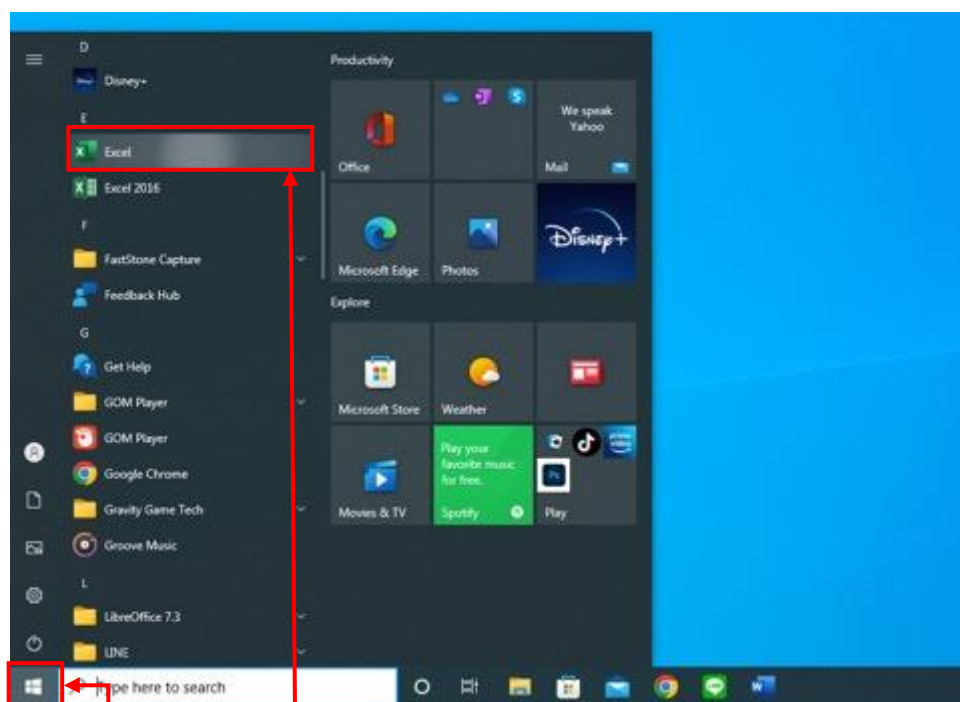 D
Disney+
E
Excel
Excel 2016
F
FastStone Capture
Feedback Hub
G
Get Help
GOM Player
GOM Player
Google Chrome
Gravity Game Tech
Groove Music
L
LibreOffice 7.3
LINE
Productivity
Office
We speak
Yahoo
Mail
Microsoft Edge
Photos
Disney+
Explore
Microsoft Store
Weather
Movies & TV
Play your
favorite music
for free.
Spotify
Ps
Play
Type here to search